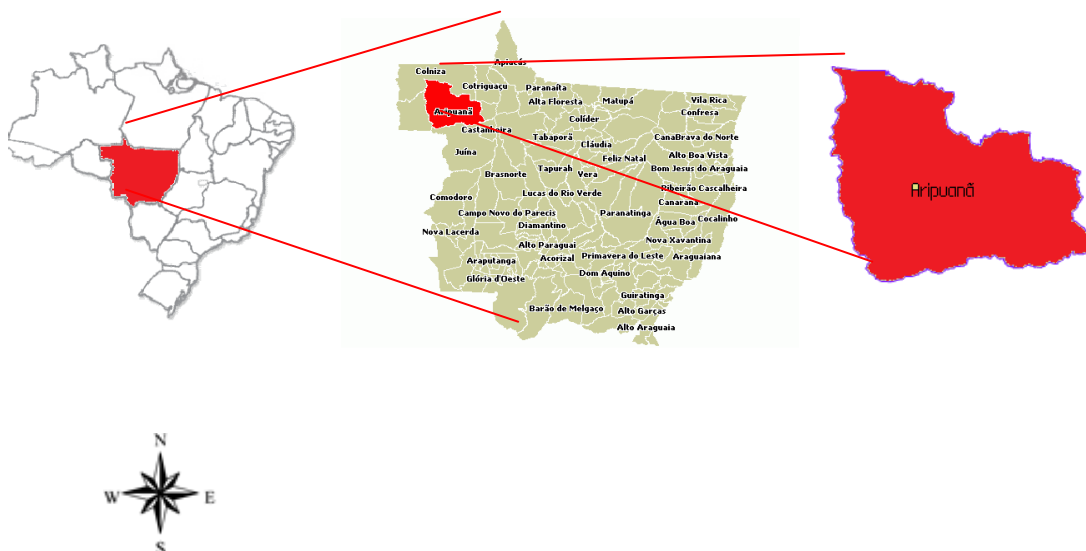 Apiacás
Colniza
Cotriguaçu
Paranaíta
Vila Rica
Alta Floresta
Matupá
Aripuanã
Confresa
Colíder
Castanheira
Tabaporã
CanaBrava do Norte
Cláudia
Juína
Alto Boa Vista
Feliz Natal
Tapurah
Bom Jesus do Araguaia
Brasnorte
Vera
Ribeirão Cascalheira
Lucas do Rio Verde
Comodoro
Canarana
Campo Novo do Parecis
Paranatinga
Cocalinho
Água Boa
Diamantino
Nova Lacerda
Nova Xavantina
Alto Paraguai
Primavera do Leste
Araguaiana
Acorizal
Araputanga
Dom Aquino
Glória d'Oeste
Guiratinga
Barão de Melgaço
Alto Garças
Alto Araguaia
Aripuanã
N
W E
S